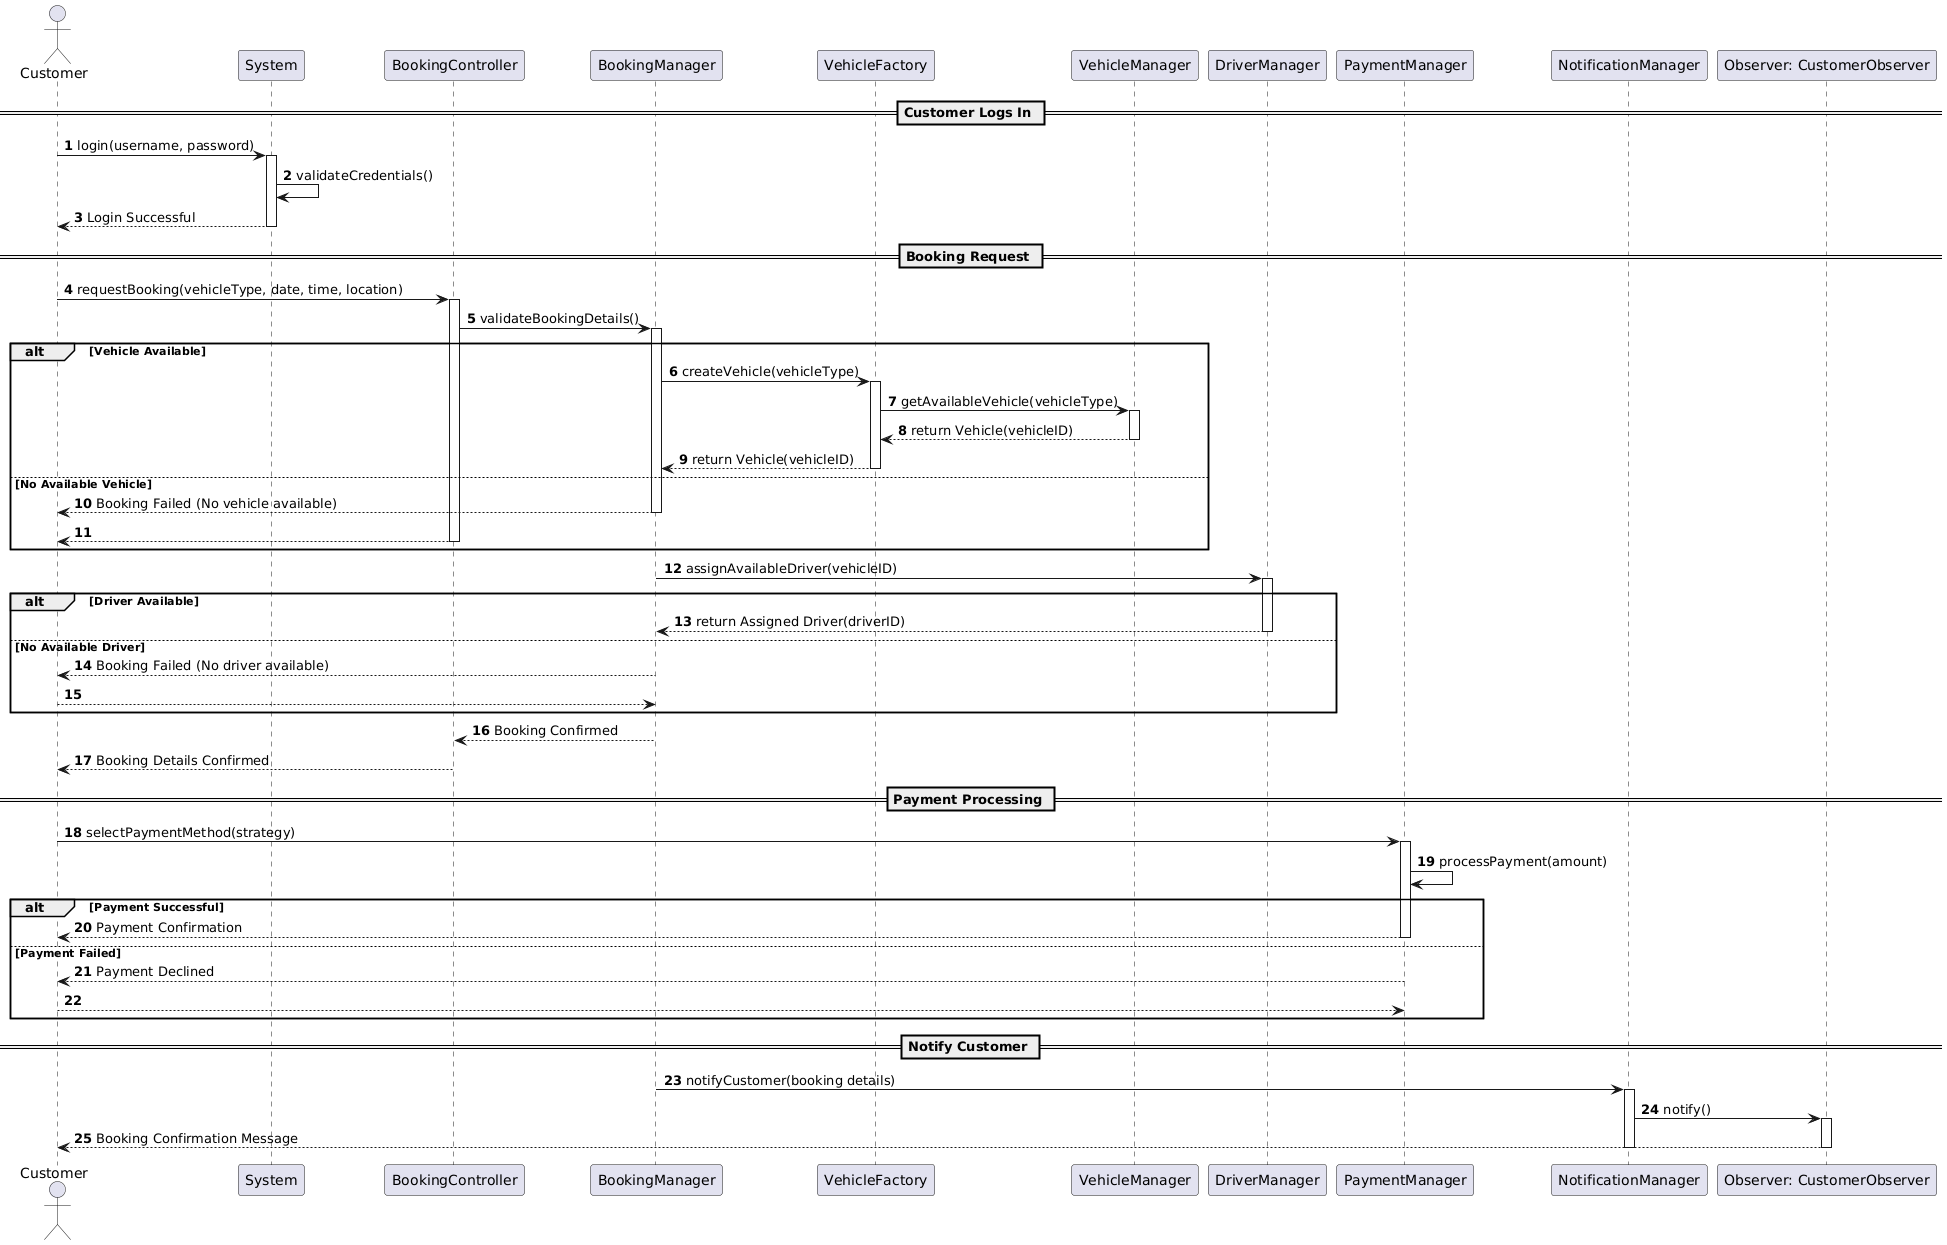 Customer
System
BookingController
BookingManager
VehicleFactory
VehicleManager
DriverManager
PaymentManager
NotificationManager
Observer: CustomerObserver
Customer Logs In
1 login(username, password)
2 validateCredentials()
3 Login Successful
Booking Request
4 requestBooking(vehicleType, date, time, location)
5 validateBookingDetails()
alt [Vehicle Available]
6 createVehicle(vehicleType)
7 getAvailableVehicle(vehicleType)
8 return Vehicle(vehicleID)
9 return Vehicle(vehicleID)
[No Available Vehicle]
10 Booking Failed (No vehicle available)
11
12 assignAvailableDriver(vehicleID)
alt [Driver Available]
13 return Assigned Driver(driverID)
[No Available Driver]
14 Booking Failed (No driver available)
15
16 Booking Confirmed
17 Booking Details Confirmed
Payment Processing
18 selectPaymentMethod(strategy)
19 processPayment(amount)
alt [Payment Successful]
20 Payment Confirmation
[Payment Failed]
21 Payment Declined
22
Notify Customer
23 notifyCustomer(booking details)
24 notify()
25 Booking Confirmation Message
Customer
System
BookingController
BookingManager
VehicleFactory
VehicleManager
DriverManager
PaymentManager
NotificationManager
Observer: CustomerObserver